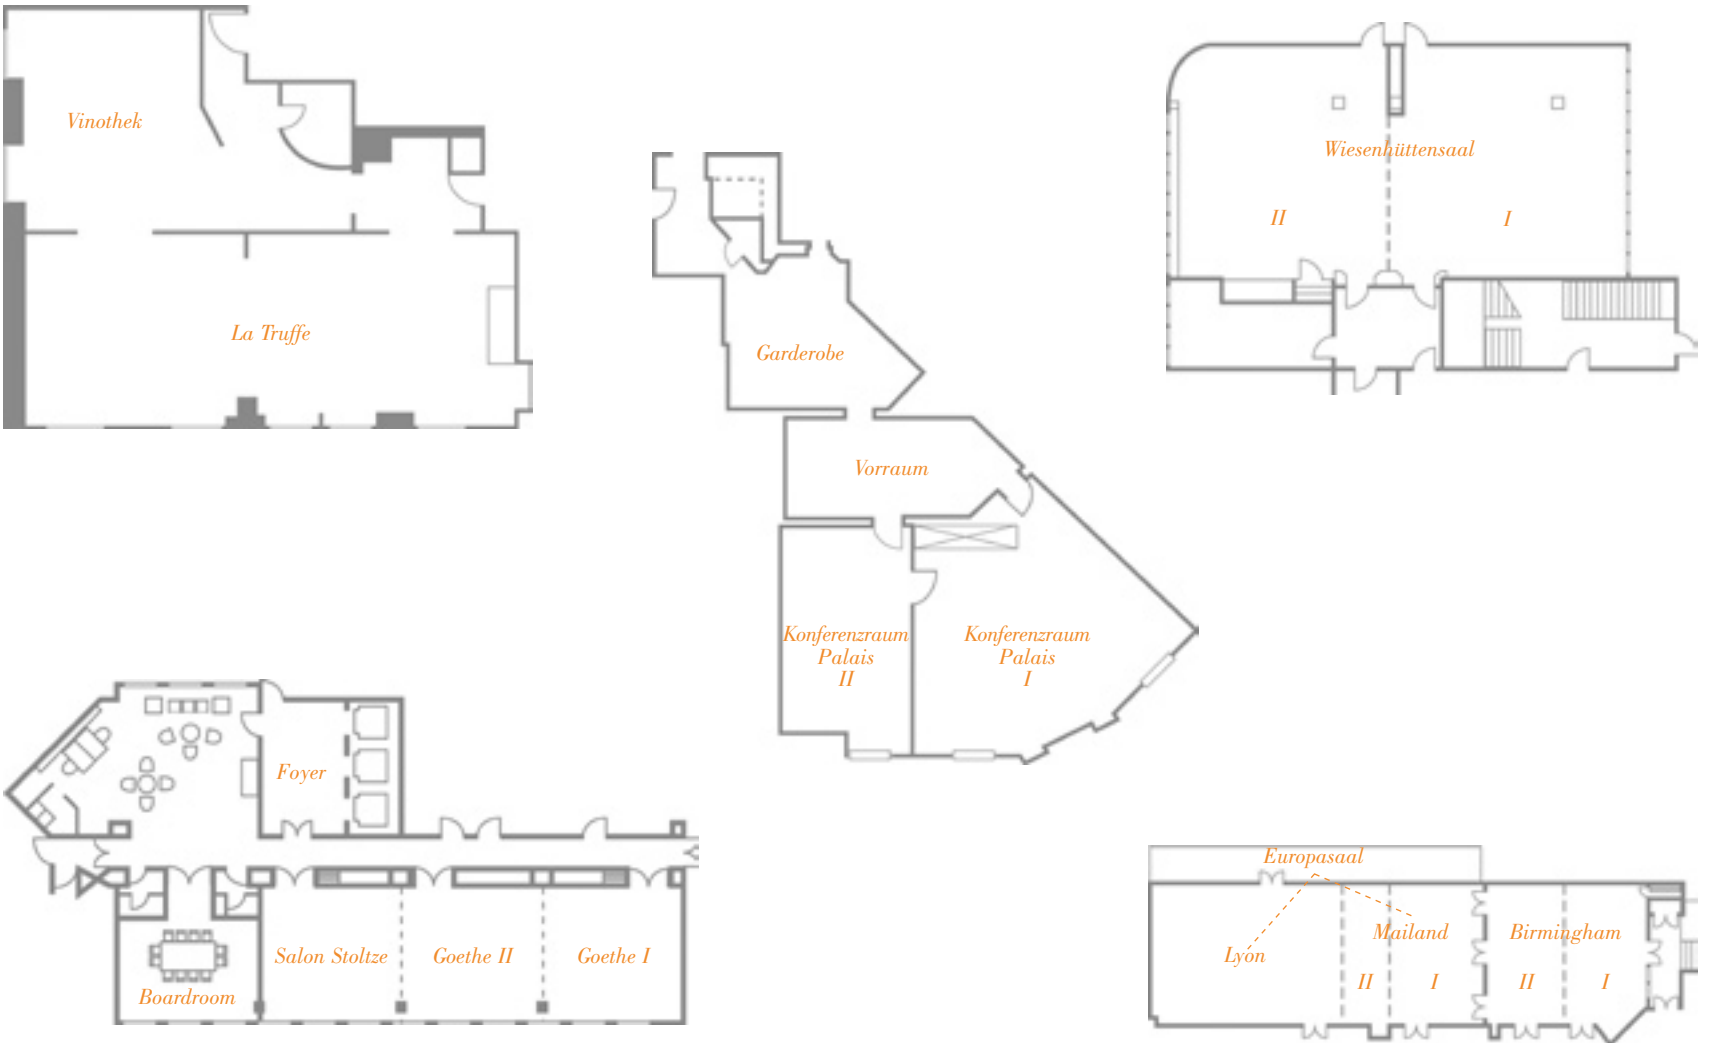 Vinothek
La Truffe
Garderobe
Vorraum
Konferenzraum
Palais
II
Konferenzraum
Palais
I
Wiesenhüttensaal
II
I
Foyer
Salon Stoltze
Goethe II
Goethe I
Boardroom
Europasaal
Lyon
Mailand
II
I
Birmingham
II
I